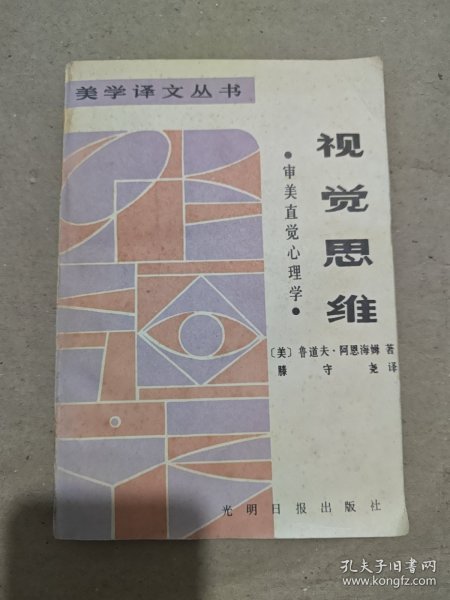 美学译文丛书
视觉思维
●审美直觉心理学●
〔美〕鲁道夫·阿恩海姆 著
滕守尧 译
光明日报出版社
孔夫子旧书网
www.kongfz.com